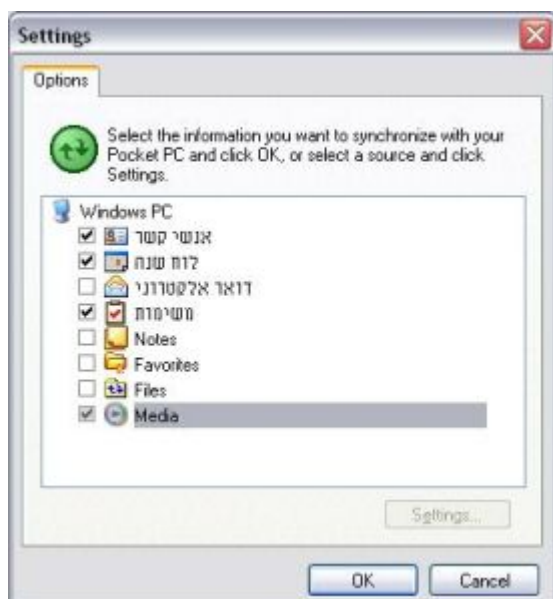 Settings
Options
Select the information you want to synchronize with your
Pocket PC and click OK, or select a source and click
Settings.
Windows PC
אנשי קשר
לוח שנה
דואר אלקטרוני
משימות
Notes
Favorites
Files
Media
Settings...
OK
Cancel